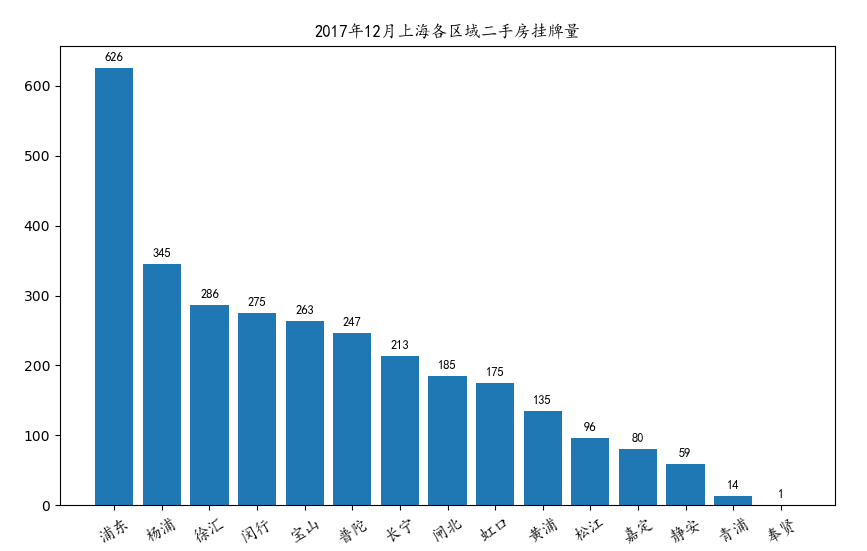 2017年12月上海各区域二手房挂牌量
626
345
286
275
263
247
213
185
175
135
96
80
59
14
1
600
500
400
300
200
100
0
浦东
杨浦
徐汇
闵行
宝山
普陀
长宁
闸北
虹口
黄浦
松江
嘉定
静安
青浦
奉贤